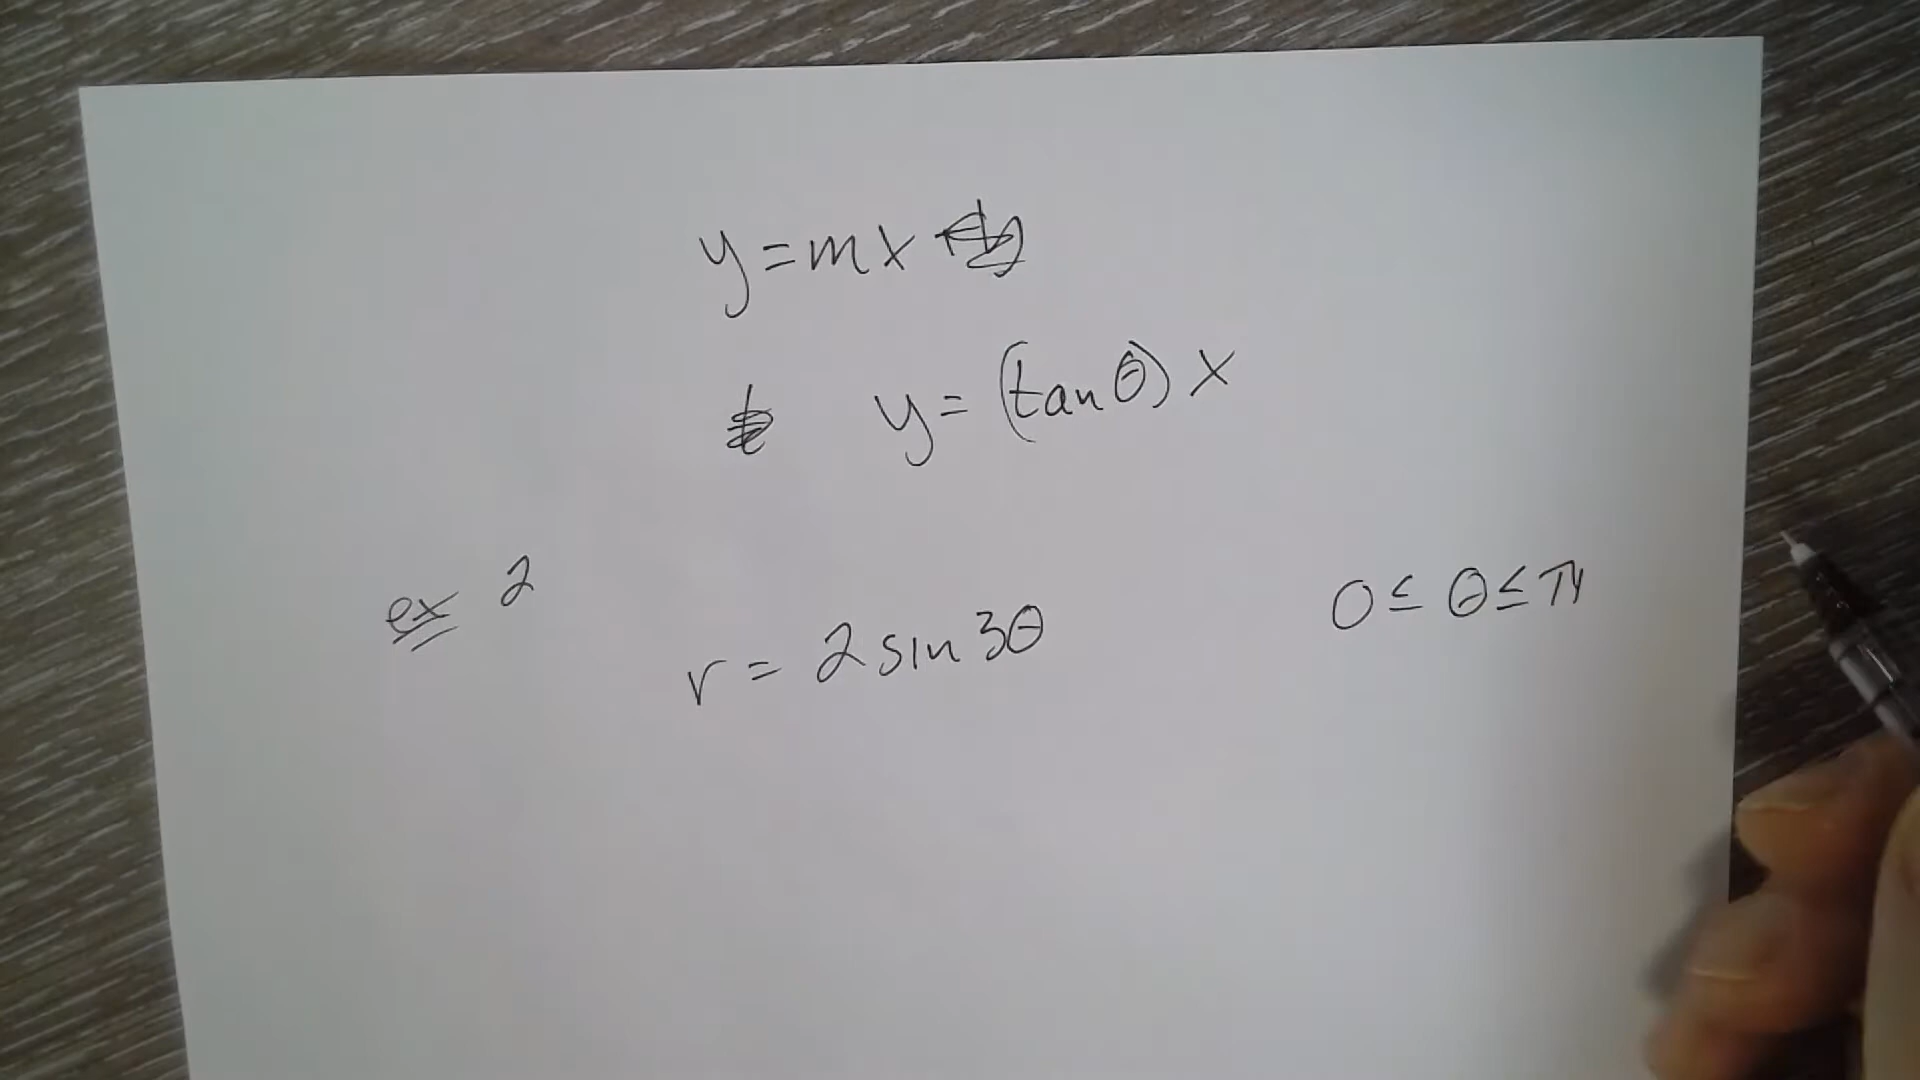 y = mx
y = (tan θ) x
ex 2
r = 2 sin 3θ 0 ≤ θ ≤ π